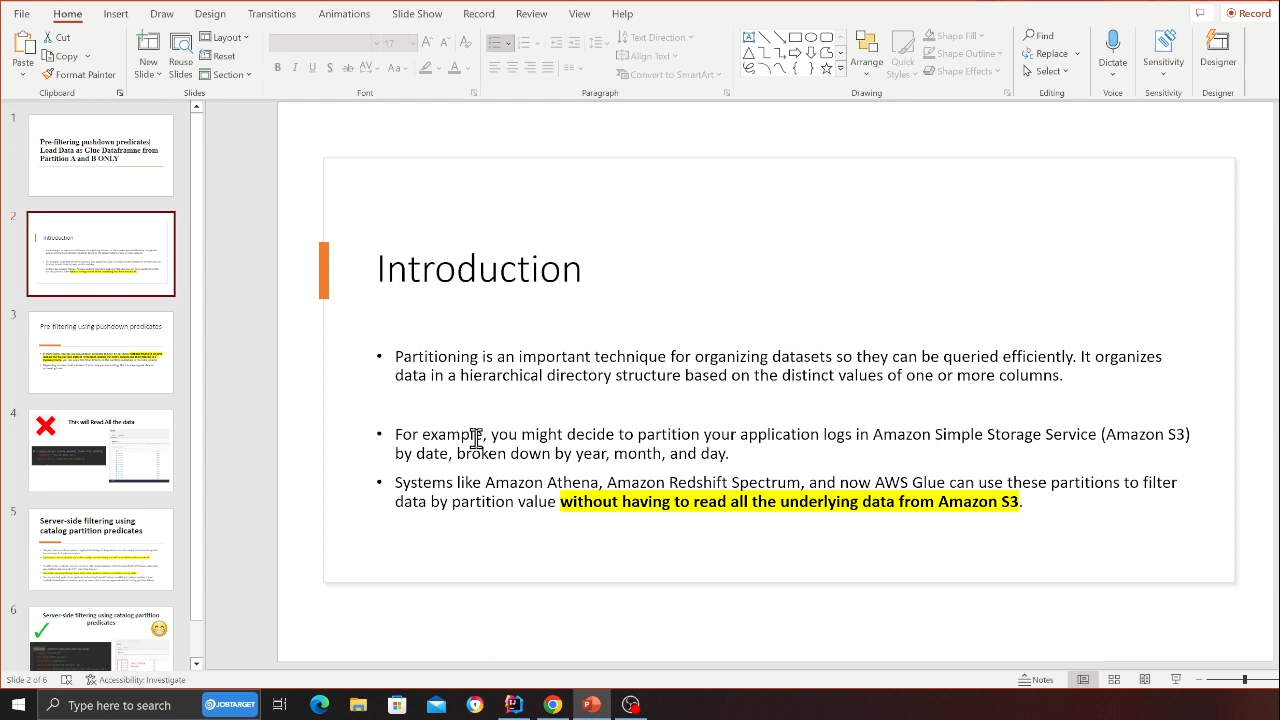 File Home Insert Draw Design Transitions Animations Slide Show Record Review View Help Record
Paste
Cut
Copy
Format Painter
Clipboard
New Slide
Reuse Slides
Layout
Reset
Section
Slides
17
Font
Text Direction
Align Text
Convert to SmartArt
Paragraph
Arrange
Quick Styles
Shape Fill
Shape Outline
Shape Effects
Drawing
Find
Replace
Select
Editing
Dictate
Voice
Sensitivity
Sensitivity
Designer
Designer
1
Pre-filtering pushdown predicates|
Partition A and B ONLY
2
Introduction
3
Pre-filtering using pushdown predicates
4
This will Read All the data
5
Server-side filtering using
catalog partition predicates
6
Server-side filtering using catalog partition
predicates
Introduction
• Partitioning is an important technique for organizing datasets so they can be queried efficiently. It organizes
data in a hierarchical directory structure based on the distinct values of one or more columns.
• For example, you might decide to partition your application logs in Amazon Simple Storage Service (Amazon S3)
by date, broken down by year, month, and day.
• Systems like Amazon Athena, Amazon Redshift Spectrum, and now AWS Glue can use these partitions to filter
data by partition value without having to read all the underlying data from Amazon S3.
Slide 2 of 6 Accessibility: Investigate Notes
Type here to search JOBTARGET